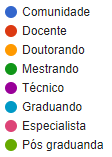 Comunidade
Docente
Doutorando
Mestrando
Técnico
Graduando
Especialista
Pós graduanda